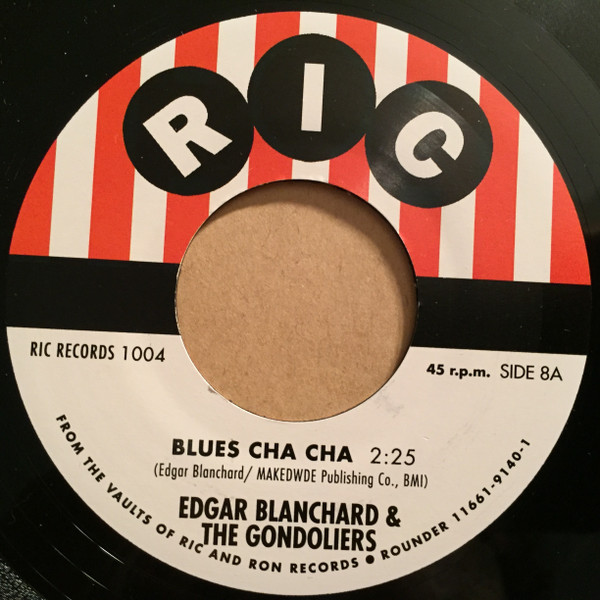 RIC
RIC RECORDS 1004
45 r.p.m. SIDE 8A
BLUES CHA CHA 2:25
(Edgar Blanchard/ MAKEDWDE Publishing Co., BMI)
EDGAR BLANCHARD &
THE GONDOLIERS
FROM THE VAULTS OF RIC AND RON RECORDS • ROUNDER 11661-9140-1